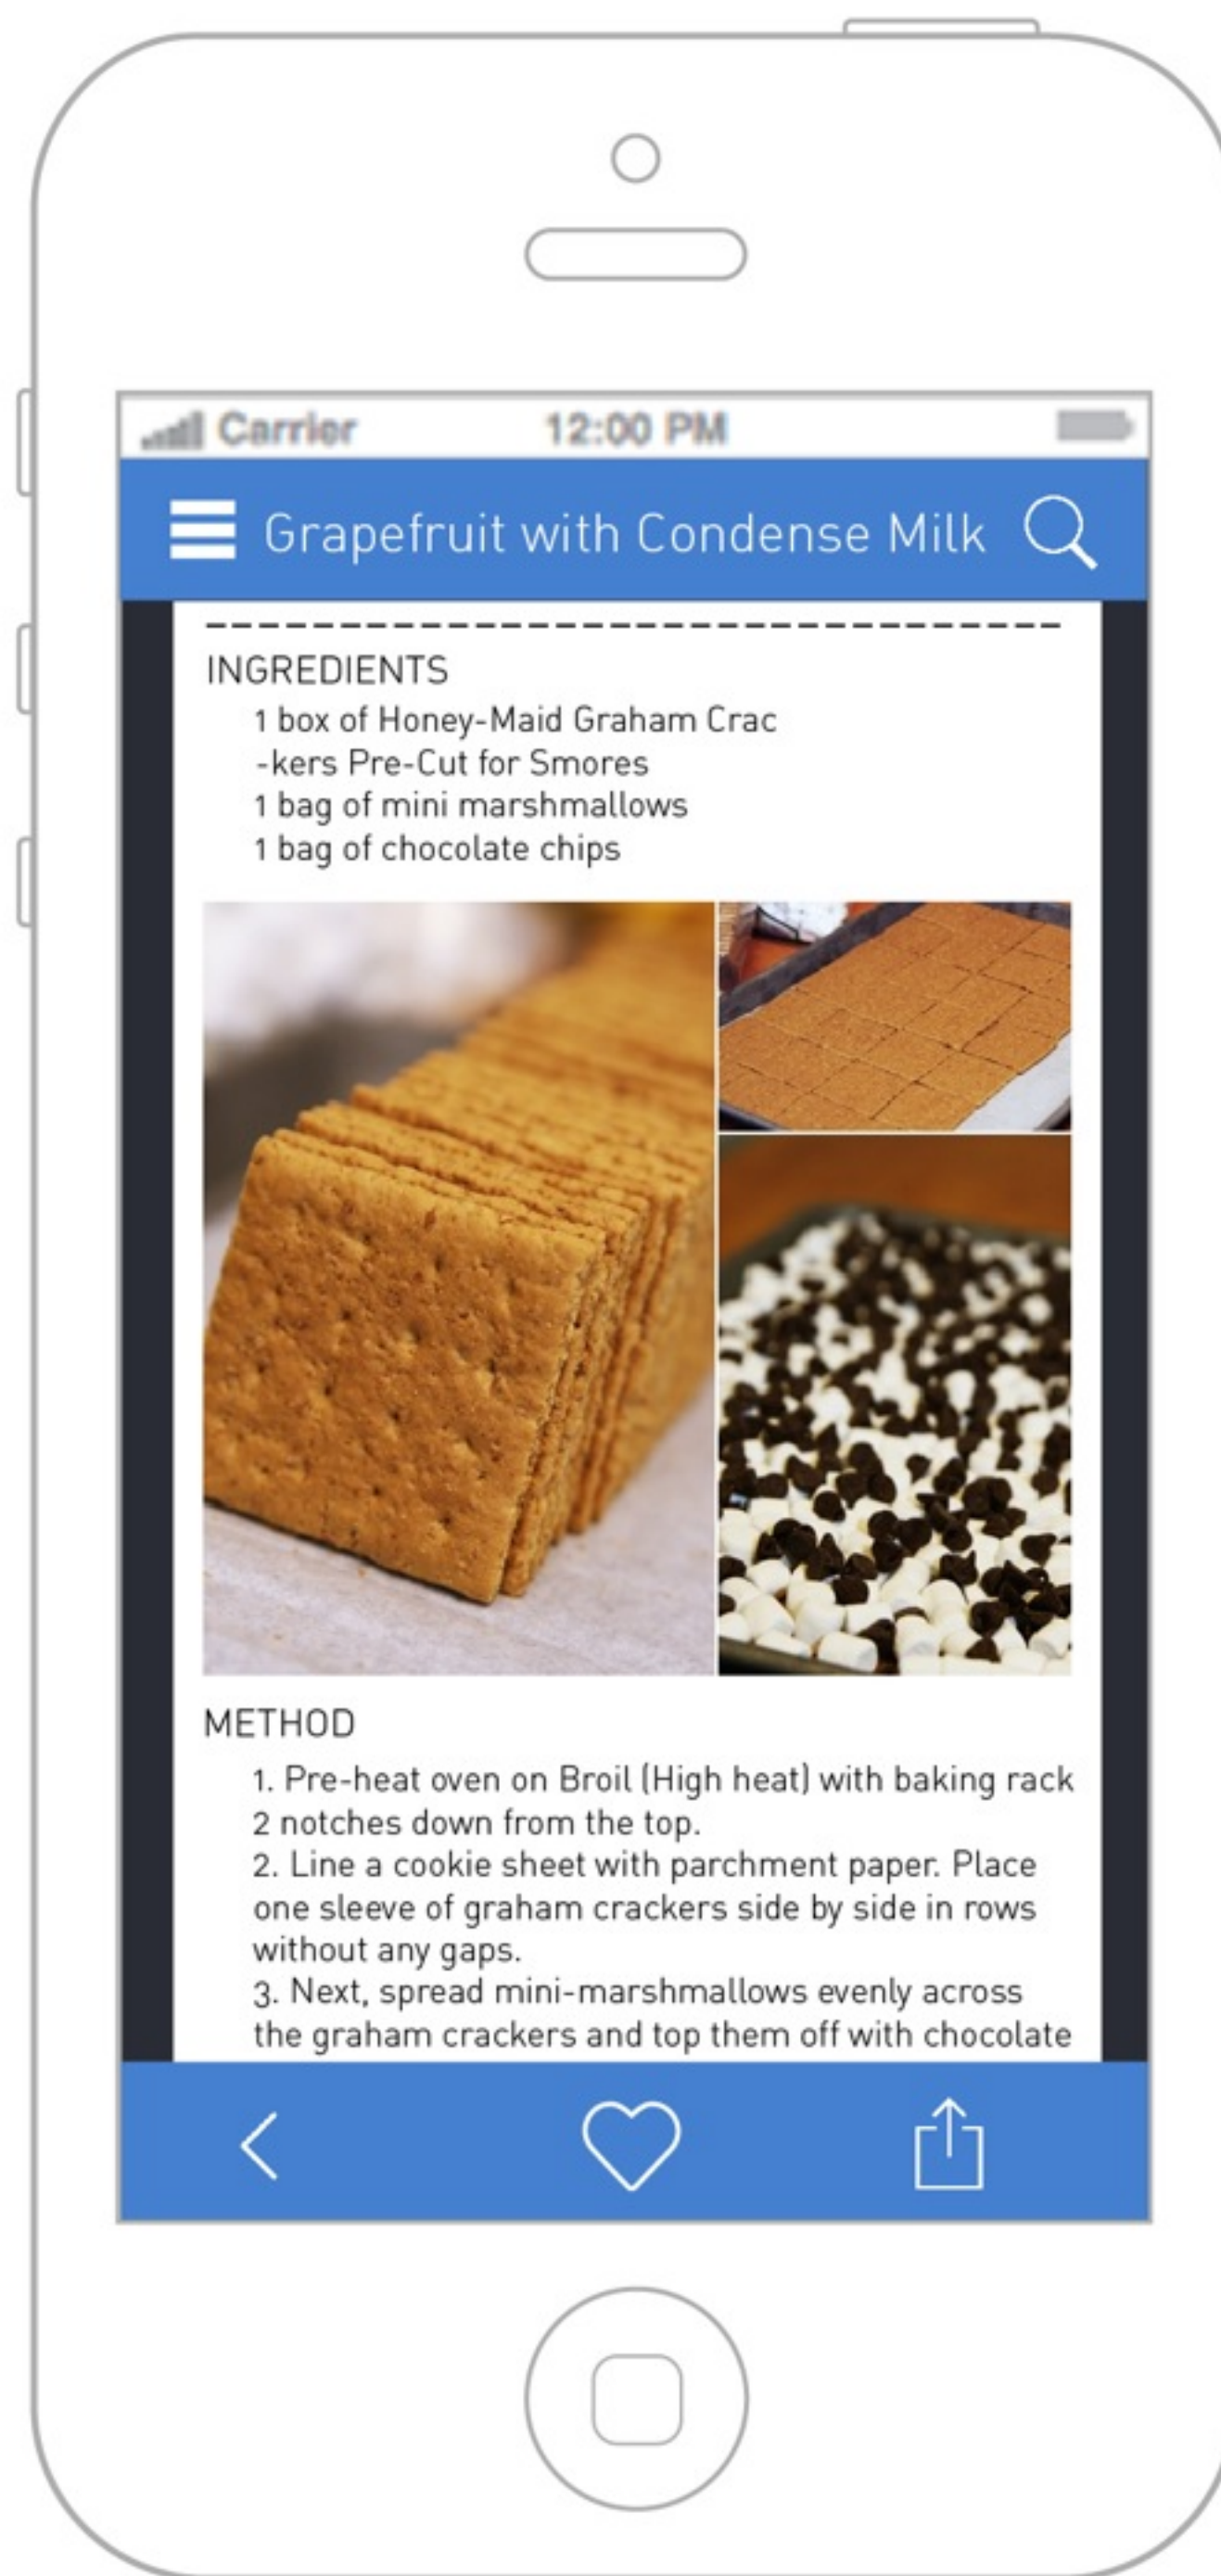 Carrier 12:00 PM
Grapefruit with Condense Milk
INGREDIENTS
1 box of Honey-Maid Graham Crac
-kers Pre-Cut for Smores
1 bag of mini marshmallows
1 bag of chocolate chips
METHOD
1. Pre-heat oven on Broil (High heat) with baking rack
2 notches down from the top.
2. Line a cookie sheet with parchment paper. Place
one sleeve of graham crackers side by side in rows
without any gaps.
3. Next, spread mini-marshmallows evenly across
the graham crackers and top them off with chocolate